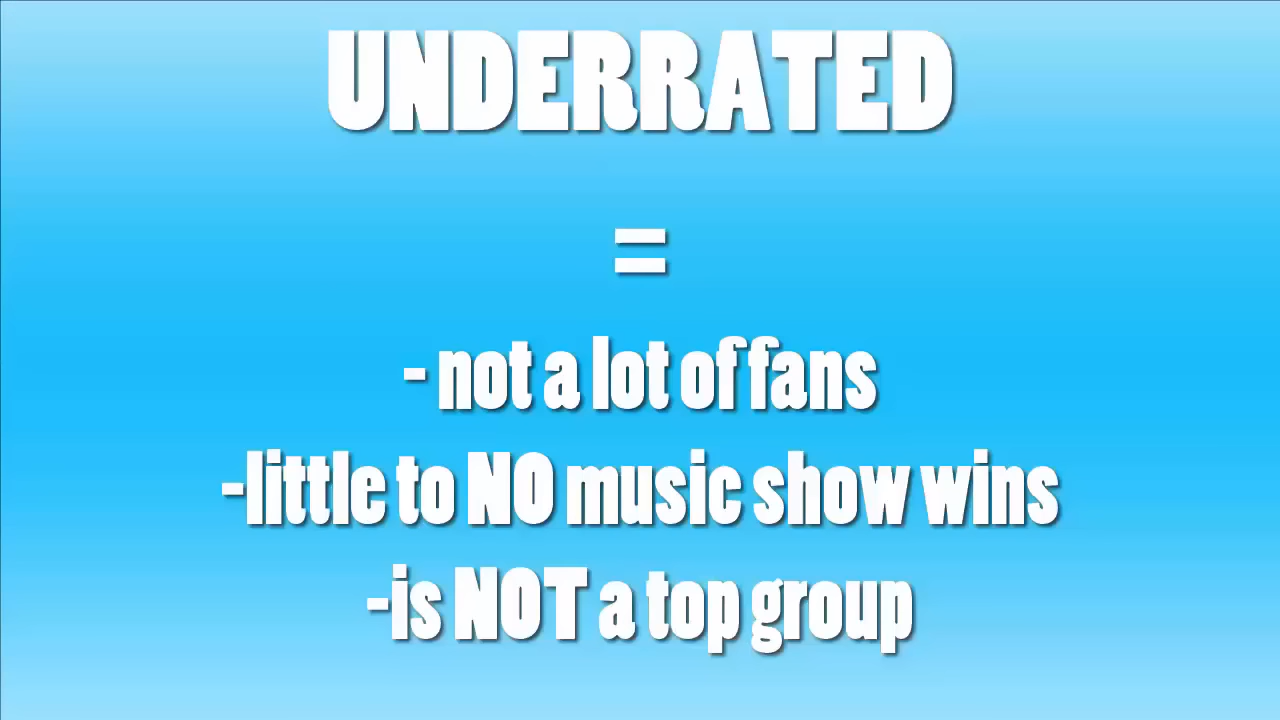 UNDERRATED
=
- not a lot of fans
-little to NO music show wins
-is NOT a top group